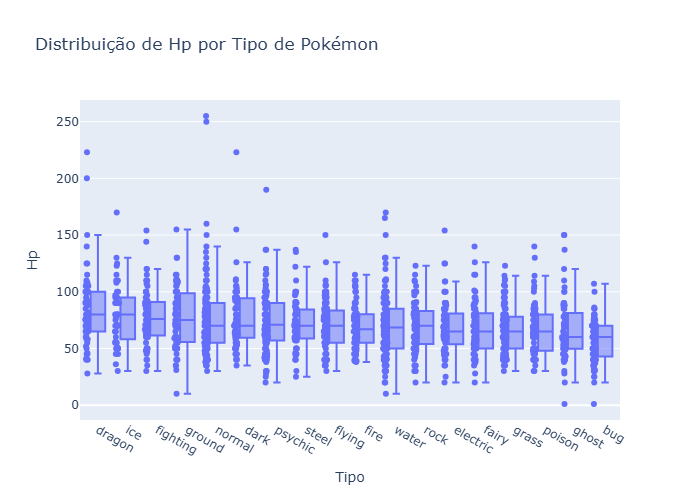 Distribuição de Hp por Tipo de Pokémon
250
200
150
100
50
0
Hp
dragon
ice
fighting
ground
normal
dark
psychic
steel
flying
fire
water
rock
electric
fairy
grass
poison
ghost
bug
Tipo